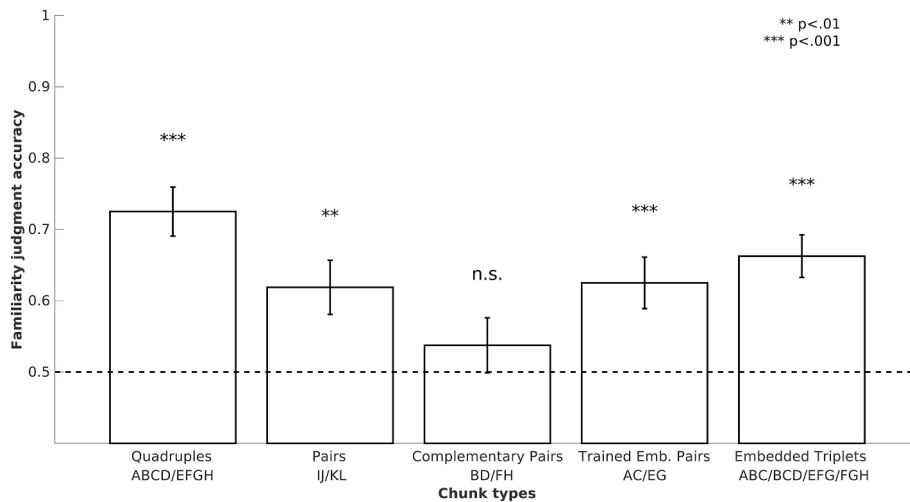 1
** p<.01
*** p<.001
0.9
0.8
0.7
0.6
0.5
Familiarity judgment accuracy
***
**
n.s.
***
***
Quadruples Pairs Complementary Pairs Trained Emb. Pairs Embedded Triplets
ABCD/EFGH IJ/KL BD/FH AC/EG ABC/BCD/EFG/FGH
Chunk types